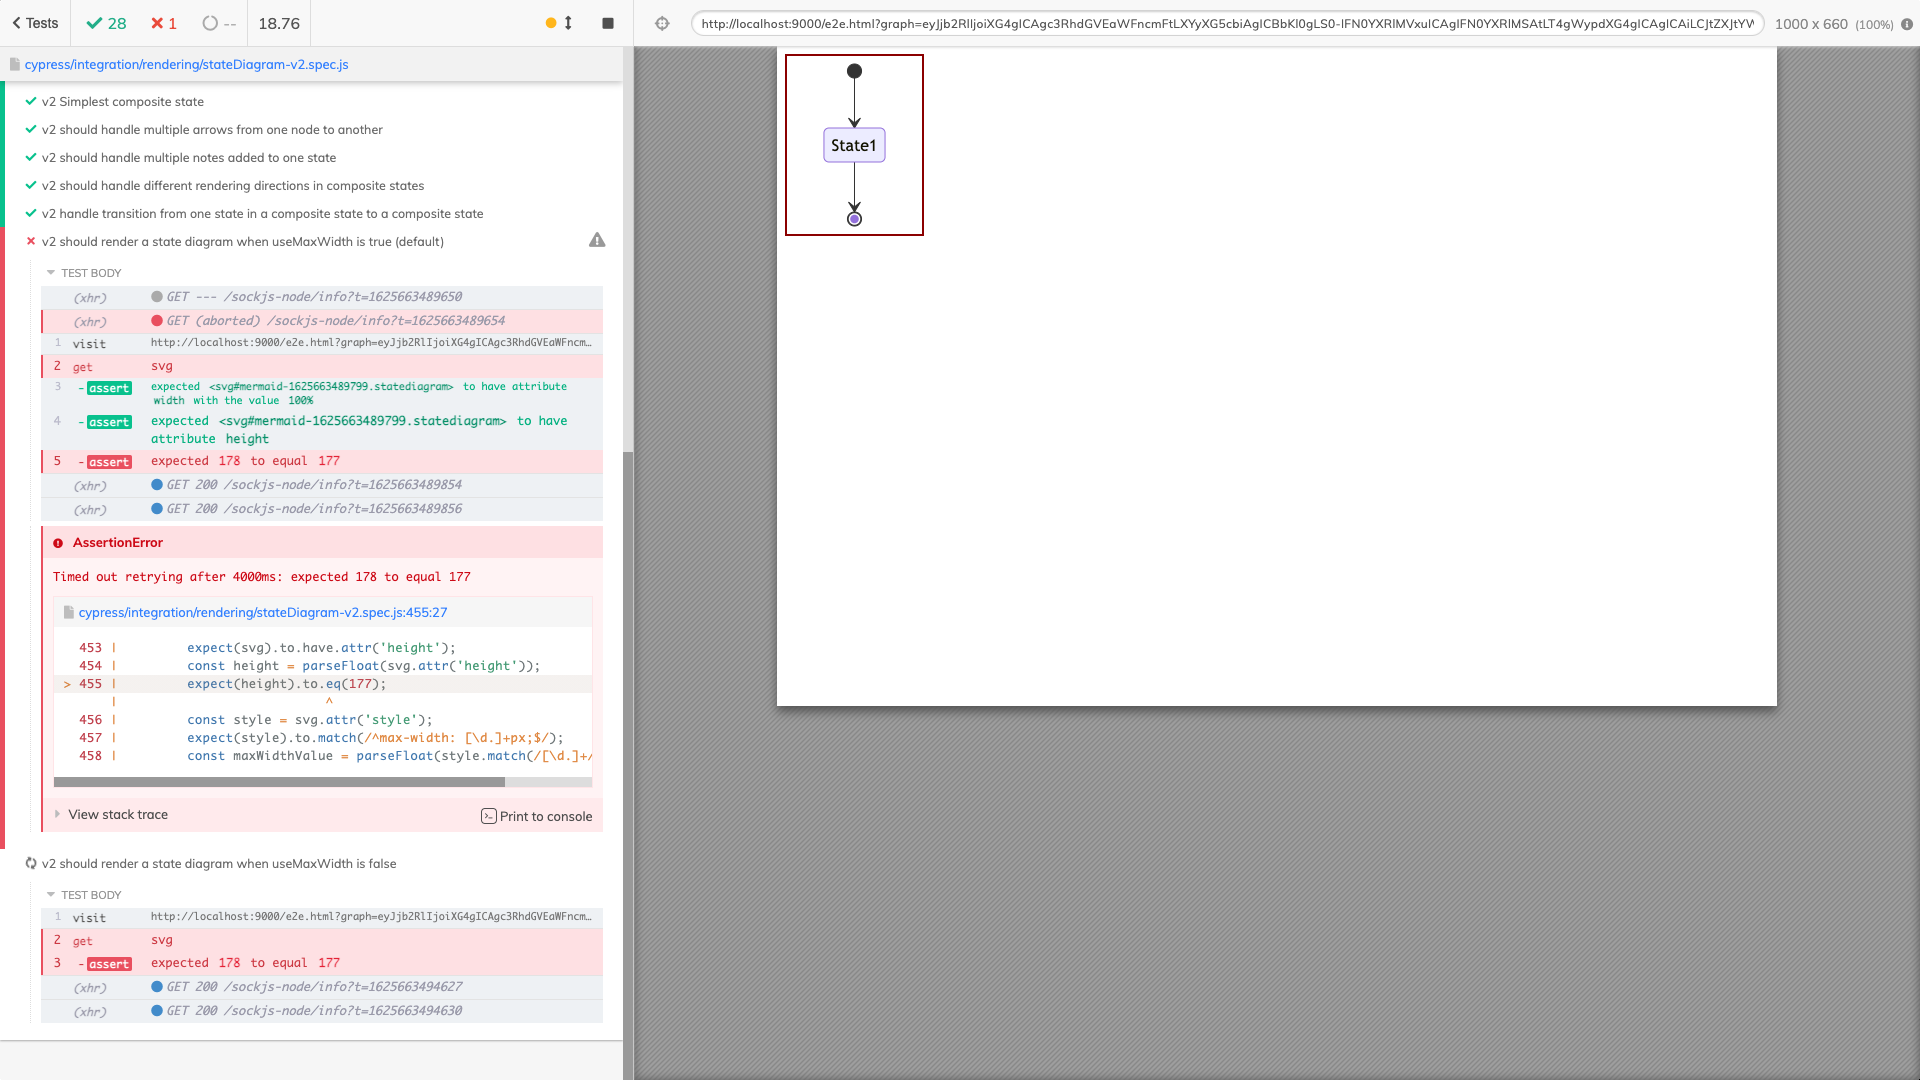 Tests
28
1
--
18.76
http://localhost:9000/e2e.html?graph=eyJjb2RlIjoiXG4gICAgc3RhdGVEaWFncmFtLXYyXG5cbiAgICBbKl0gLS0-IFN0YXRlMVxuICAgIFN0YXRlMSAtLT4gWypdXG4gICAgICAiLCJtZXJtYW
1000 x 660 (100%)
cypress/integration/rendering/stateDiagram-v2.spec.js
v2 Simplest composite state
v2 should handle multiple arrows from one node to another
v2 should handle multiple notes added to one state
v2 should handle different rendering directions in composite states
v2 handle transition from one state in a composite state to a composite state
v2 should render a state diagram when useMaxWidth is true (default)
TEST BODY
(xhr) GET --- /sockjs-node/info?t=1625663489650
(xhr) GET (aborted) /sockjs-node/info?t=1625663489654
1 visit http://localhost:9000/e2e.html?graph=eyJjb2RlIjoiXG4gICAgc3RhdGVEaWFncm…
2 get svg
3 -assert expected <svg#mermaid-1625663489799.statediagram> to have attribute
width with the value 100%
4 -assert expected <svg#mermaid-1625663489799.statediagram> to have
attribute height
5 -assert expected 178 to equal 177
(xhr) GET 200 /sockjs-node/info?t=1625663489854
(xhr) GET 200 /sockjs-node/info?t=1625663489856
AssertionError
Timed out retrying after 4000ms: expected 178 to equal 177
cypress/integration/rendering/stateDiagram-v2.spec.js:455:27
453 | expect(svg).to.have.attr('height');
454 | const height = parseFloat(svg.attr('height'));
> 455 | expect(height).to.eq(177);
| ^
456 | const style = svg.attr('style');
457 | expect(style).to.match(/^max-width: [\d.]+px;$/);
458 | const maxWidthValue = parseFloat(style.match(/[\d.]+/
View stack trace
Print to console
v2 should render a state diagram when useMaxWidth is false
TEST BODY
1 visit http://localhost:9000/e2e.html?graph=eyJjb2RlIjoiXG4gICAgc3RhdGVEaWFncm…
2 get svg
3 -assert expected 178 to equal 177
(xhr) GET 200 /sockjs-node/info?t=1625663494627
(xhr) GET 200 /sockjs-node/info?t=1625663494630
State1